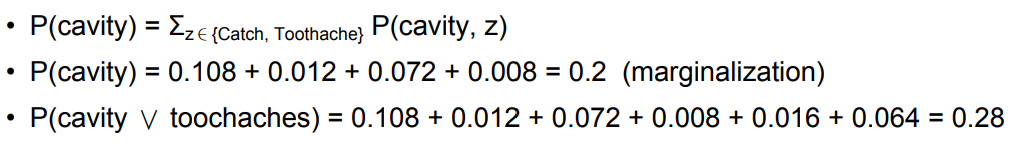 • P(cavity) = Σz ∈ {Catch, Toothache} P(cavity, z)
• P(cavity) = 0.108 + 0.012 + 0.072 + 0.008 = 0.2 (marginalization)
• P(cavity ∨ toochaches) = 0.108 + 0.012 + 0.072 + 0.008 + 0.016 + 0.064 = 0.28